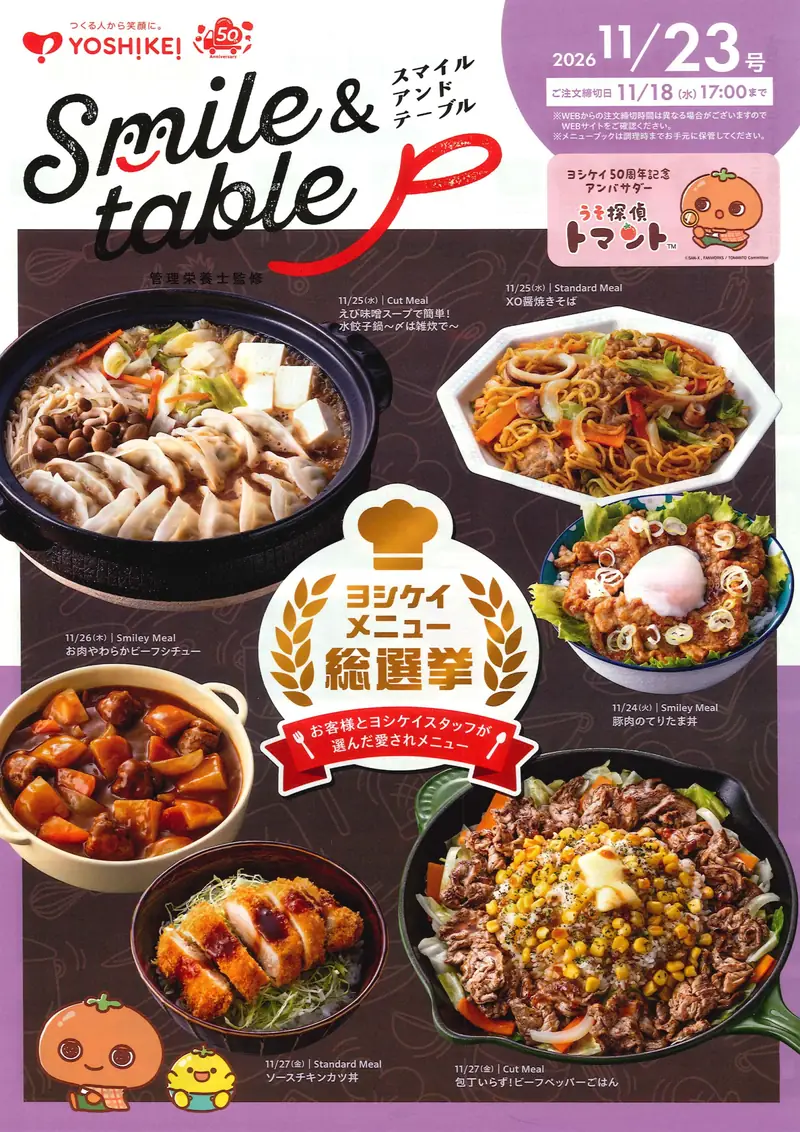 つくる人から笑顔に。
YOSHIKEI
50
Anniversary
Smile &
table
スマイル
アンド
テーブル
管理栄養士監修
2026 11/23号
ご注文締切日 11/18(水)17:00まで
※WEBからの注文締切時間は異なる場合がございますので
WEBサイトをご確認ください。
※メニューブックは調理時までお手元に保管してください。
ヨシケイ50周年記念
アンバサダー
うそ探偵
トマント™
11/25(水) | Cut Meal
えび味噌スープで簡単!
水餃子鍋〜〆は雑炊で〜
11/25(水) | Standard Meal
XO醤焼きそば
ヨシケイ
メニュー
総選挙
お客様とヨシケイスタッフが
選んだ愛されメニュー
11/26(木) | Smiley Meal
お肉やわらかビーフシチュー
11/24(火) | Smiley Meal
豚肉のてりたま丼
11/27(金) | Standard Meal
ソースチキンカツ丼
11/27(金) | Cut Meal
包丁いらず!ビーフペッパーごはん